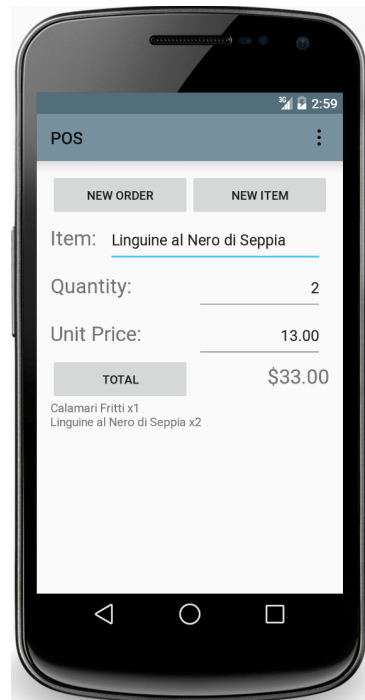 3G 2:59
POS
NEW ORDER NEW ITEM
Item: Linguine al Nero di Seppia
Quantity: 2
Unit Price: 13.00
TOTAL $33.00
Calamari Fritti x1
Linguine al Nero di Seppia x2